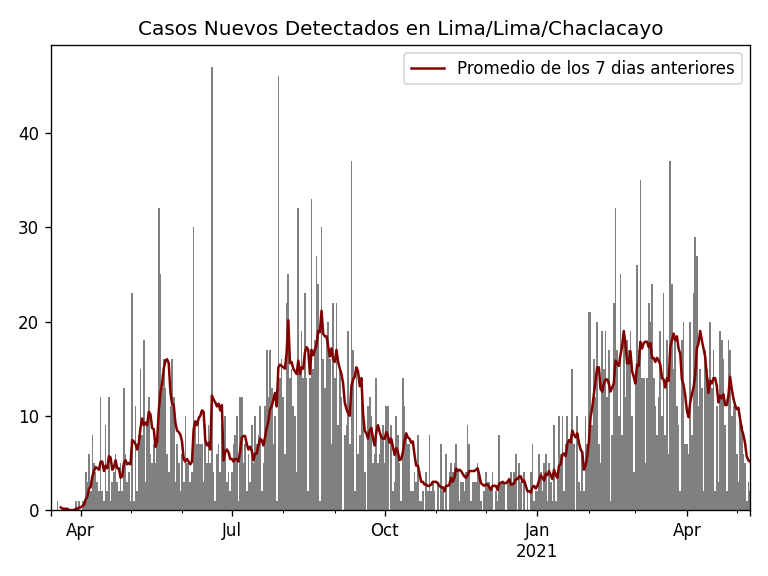 Casos Nuevos Detectados en Lima/Lima/Chaclacayo
Promedio de los 7 dias anteriores
40
30
20
10
0
Apr Jul Oct Jan Apr
2021